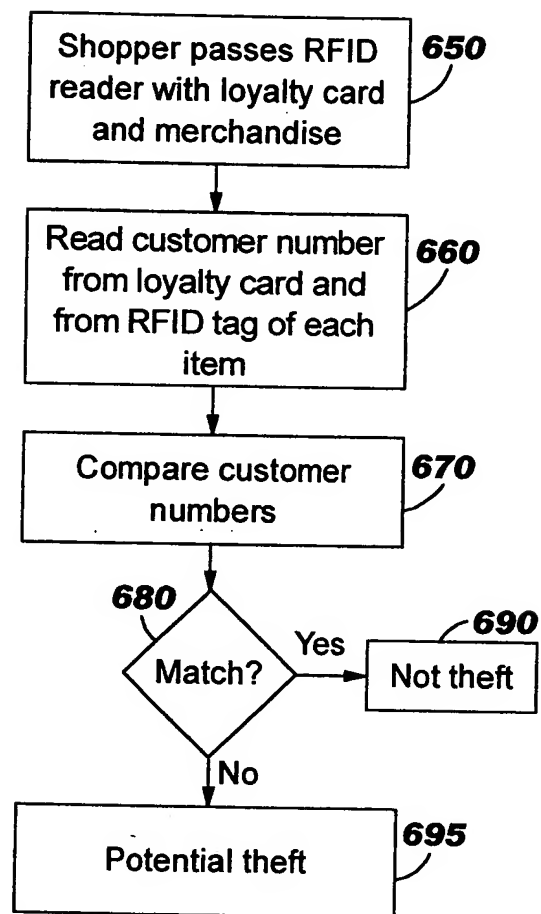 Shopper passes RFID
reader with loyalty card
and merchandise
650
Read customer number
from loyalty card and
from RFID tag of each
item
660
Compare customer
numbers
670
680
Match?
Yes
690
Not theft
No
Potential theft
695